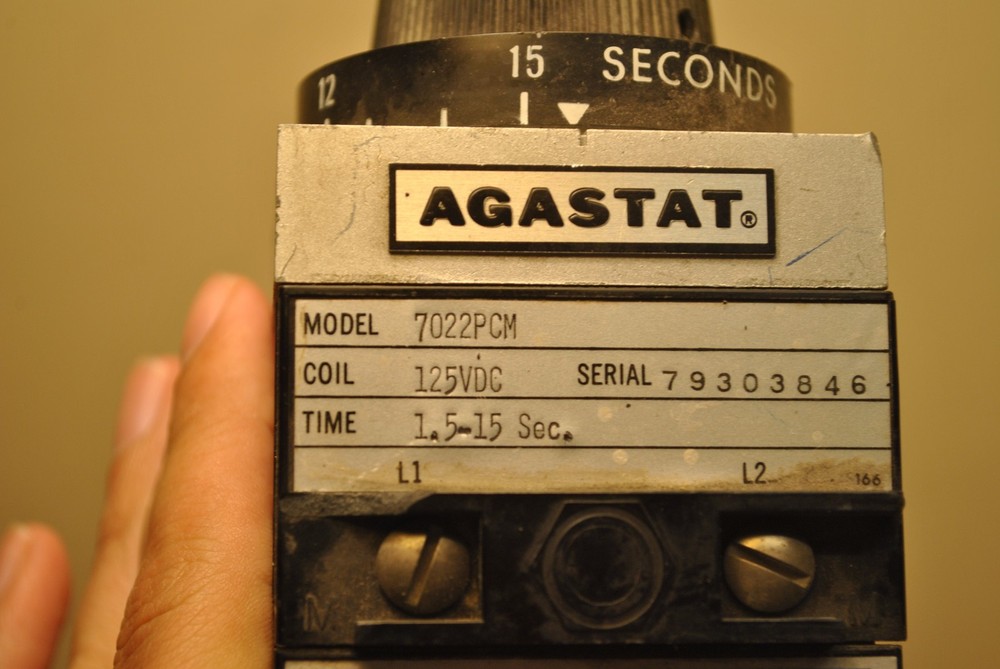 12 15 SECONDS
AGASTAT®
MODEL 7022PCM
COIL 125VDC SERIAL 79303846
TIME 1.5-15 Sec.
L1 L2 166
M M